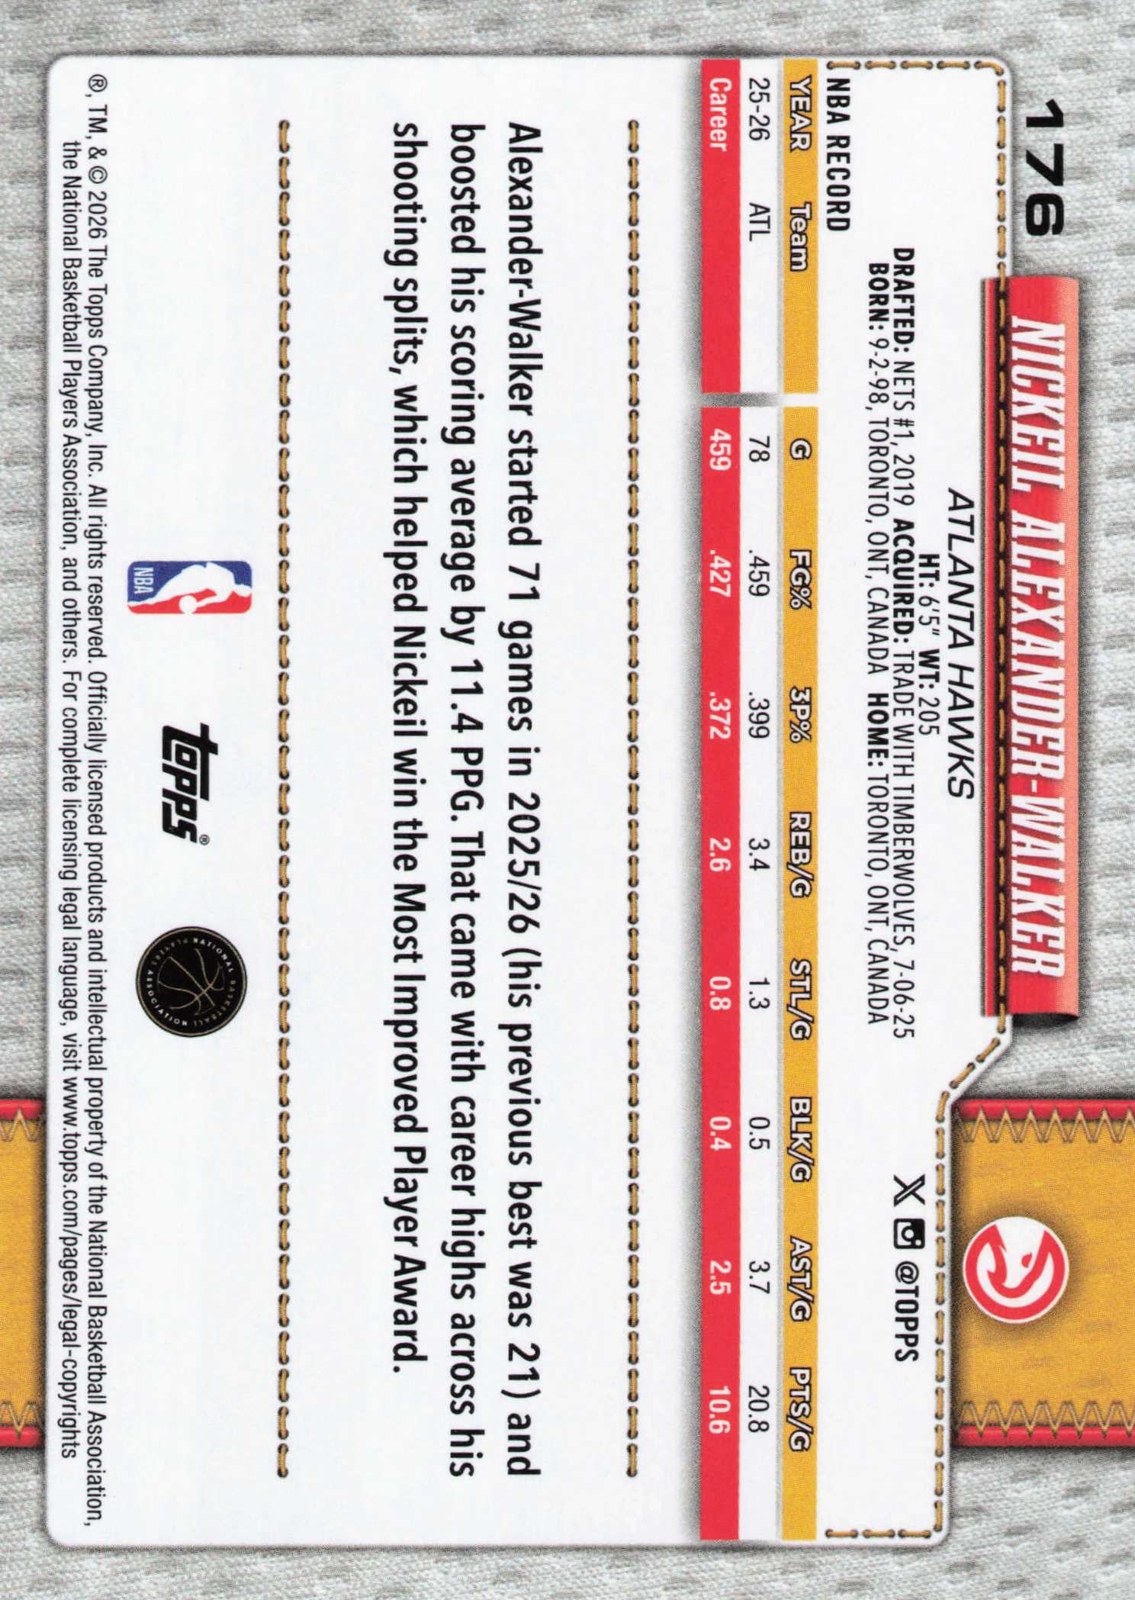 176
NICKEIL ALEXANDER-WALKER
ATLANTA HAWKS
HT: 6'5" WT: 205
DRAFTED: NETS #1, 2019 ACQUIRED: TRADE WITH TIMBERWOLVES, 7-06-25
BORN: 9-2-98, TORONTO, ONT, CANADA HOME: TORONTO, ONT, CANADA
X @TOPPS
NBA RECORD
YEAR Team G FG% 3P% REB/G STL/G BLK/G AST/G PTS/G
25-26 ATL 78 .459 .399 3.4 1.3 0.5 3.7 20.8
Career 459 .427 .372 2.6 0.8 0.4 2.5 10.6
Alexander-Walker started 71 games in 2025/26 (his previous best was 21) and
boosted his scoring average by 11.4 PPG. That came with career highs across his
shooting splits, which helped Nickeil win the Most Improved Player Award.
NBA
topps®
NATIONAL BASKETBALL PLAYERS ASSOCIATION
®, TM, & © 2026 The Topps Company, Inc. All rights reserved. Officially licensed products and intellectual property of the National Basketball Association,
the National Basketball Players Association, and others. For complete licensing legal language, visit www.topps.com/pages/legal-copyrights